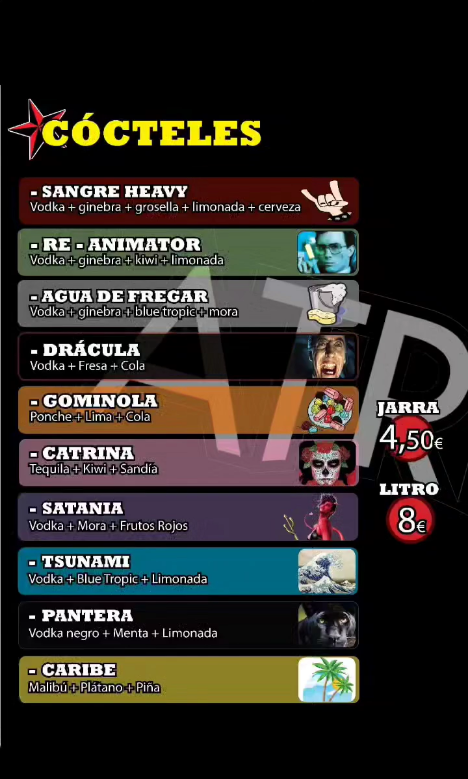 CÓCTELES
- SANGRE HEAVY
Vodka + ginebra + grosella + limonada + cerveza
- RE - ANIMATOR
Vodka + ginebra + kiwi + limonada
- AGUA DE FREGAR
Vodka + ginebra + blue tropic + mora
- DRÁCULA
Vodka + Fresa + Cola
- GOMINOLA
Ponche + Lima + Cola
- CATRINA
Tequila + Kiwi + Sandía
- SATANIA
Vodka + Mora + Frutos Rojos
- TSUNAMI
Vodka + Blue Tropic + Limonada
- PANTERA
Vodka negro + Menta + Limonada
- CARIBE
Malibú + Plátano + Piña
JARRA
4,50€
LITRO
8€
ATR